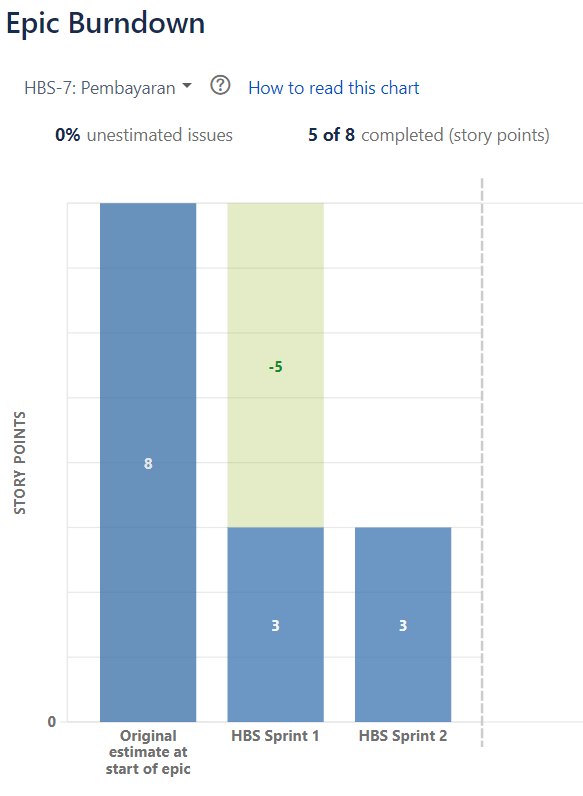 Epic Burndown
HBS-7: Pembayaran
How to read this chart
0% unestimated issues
5 of 8 completed (story points)
STORY POINTS
8
-5
3
3
0
Original
estimate at
start of epic
HBS Sprint 1
HBS Sprint 2